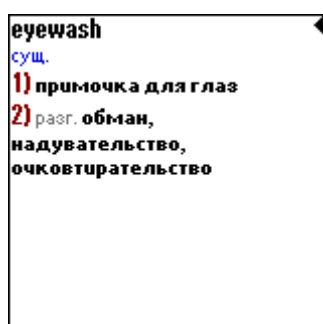 eyewash
сущ.
1) примочка для глаз
2) разг. обман,
надувательство,
очковтирательство